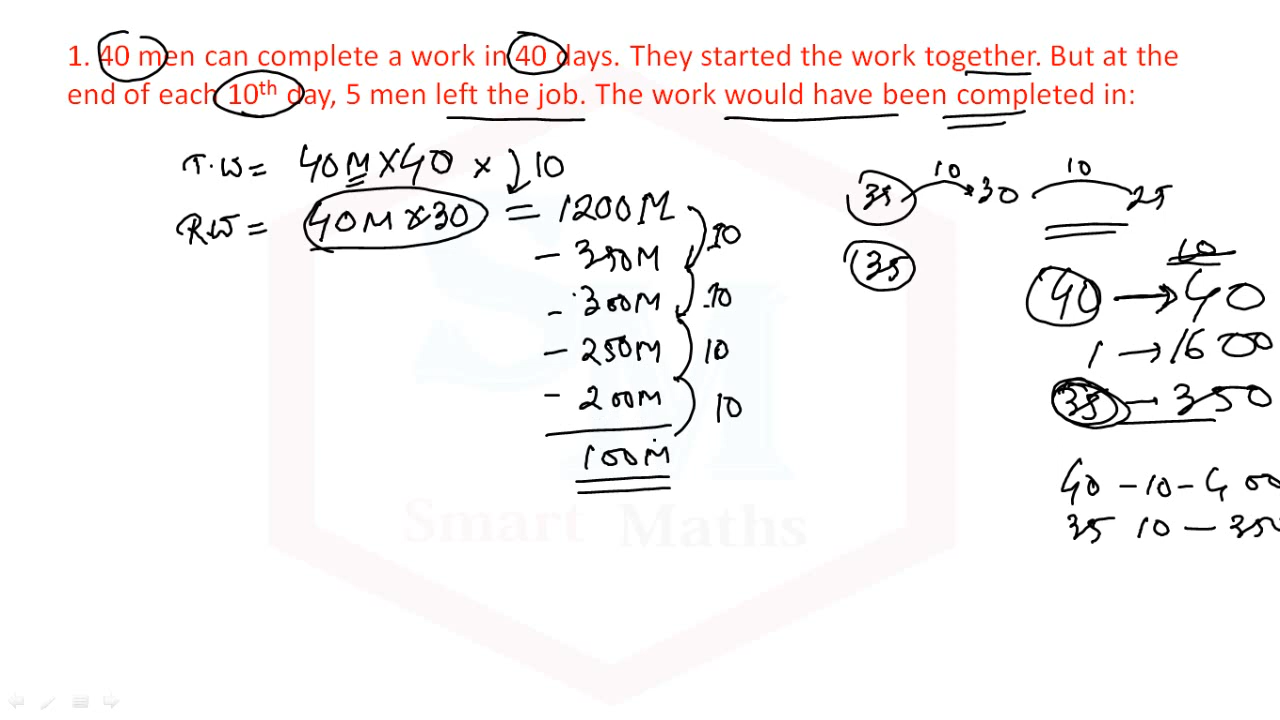 1. 40 men can complete a work in 40 days. They started the work together. But at the
end of each 10th day, 5 men left the job. The work would have been completed in:
T.W = 40M X 40 x 10
R.W = 40M x 30 = 1200M
- 350M 10
- 300M 10
- 250M 10
- 200M 10
100M
35 10 30 10 25
35
10
40 → 40
1 → 1600
35 - 350
40 - 10 - 400
35 10 - 350
Smart Maths